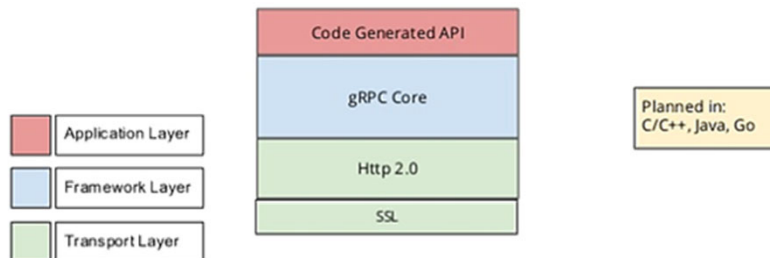 Code Generated API
gRPC Core
Http 2.0
SSL
Application Layer
Framework Layer
Transport Layer
Planned in:
C/C++, Java, Go